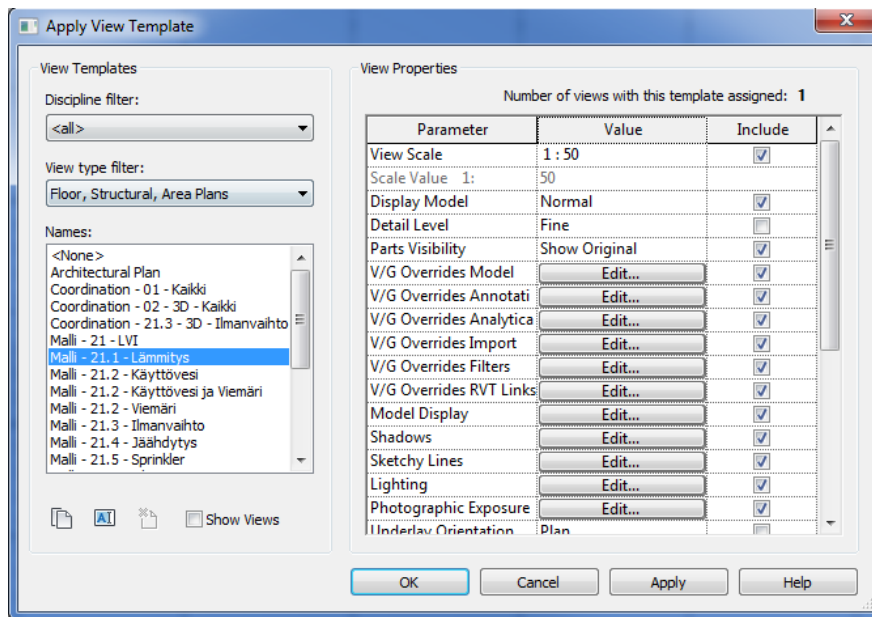 Apply View Template
View Templates
Discipline filter:
<all>
View type filter:
Floor, Structural, Area Plans
Names:
<None>
Architectural Plan
Coordination - 01 - Kaikki
Coordination - 02 - 3D - Kaikki
Coordination - 21.3 - 3D - Ilmanvaihto
Malli - 21 - LVI
Malli - 21.1 - Lämmitys
Malli - 21.2 - Käyttövesi
Malli - 21.2 - Käyttövesi ja Viemäri
Malli - 21.2 - Viemäri
Malli - 21.3 - Ilmanvaihto
Malli - 21.4 - Jäähdytys
Malli - 21.5 - Sprinkler
Show Views
View Properties
Number of views with this template assigned: 1
Parameter Value Include
View Scale 1 : 50
Scale Value 1: 50
Display Model Normal
Detail Level Fine
Parts Visibility Show Original
V/G Overrides Model Edit...
V/G Overrides Annotati Edit...
V/G Overrides Analytica Edit...
V/G Overrides Import Edit...
V/G Overrides Filters Edit...
V/G Overrides RVT Links Edit...
Model Display Edit...
Shadows Edit...
Sketchy Lines Edit...
Lighting Edit...
Photographic Exposure Edit...
Underlay Orientation Plan
OK Cancel Apply Help